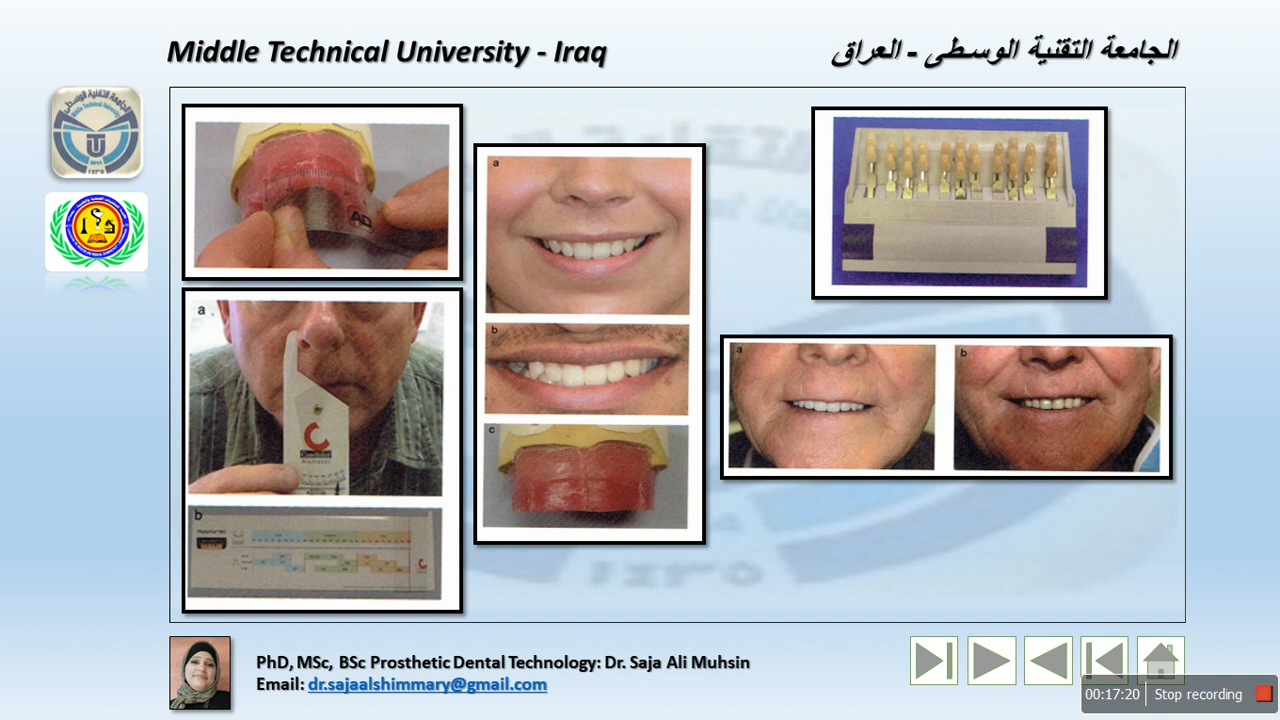 Middle Technical University - Iraq
الجامعة التقنية الوسطى - العراق
a
b
a
b
c
a
b
PhD, MSc, BSc Prosthetic Dental Technology: Dr. Saja Ali Muhsin
Email: dr.sajaalshimmary@gmail.com
00:17:20 Stop recording